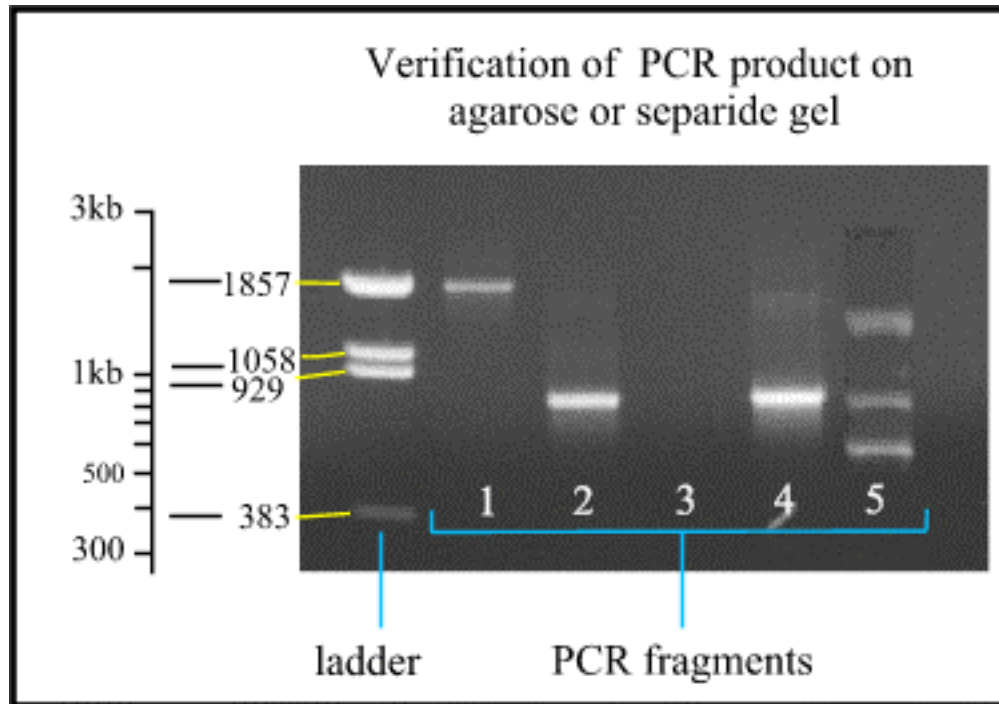 Verification of PCR product on
agarose or separide gel
3kb
1857
1058
1kb
929
500
383
300
1 2 3 4 5
ladder
PCR fragments